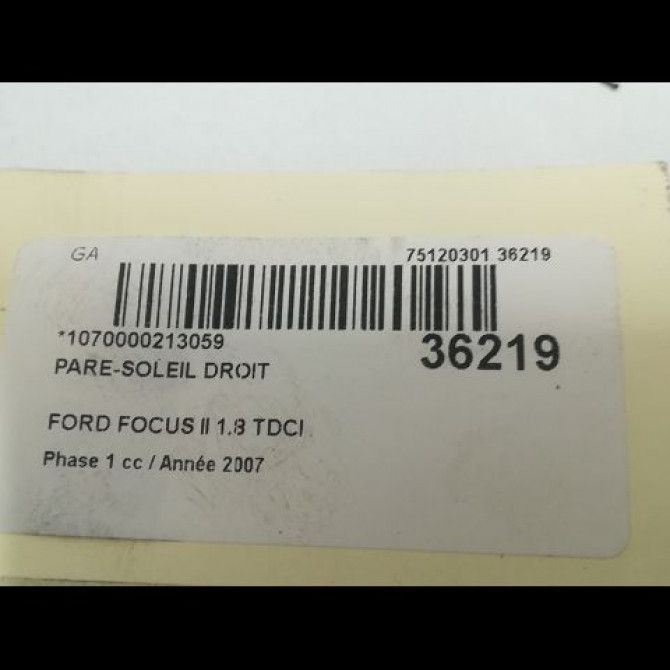 GA 75120301 36219
*1070000213059 36219
PARE-SOLEIL DROIT
FORD FOCUS II 1.8 TDCI
Phase 1 cc / Année 2007